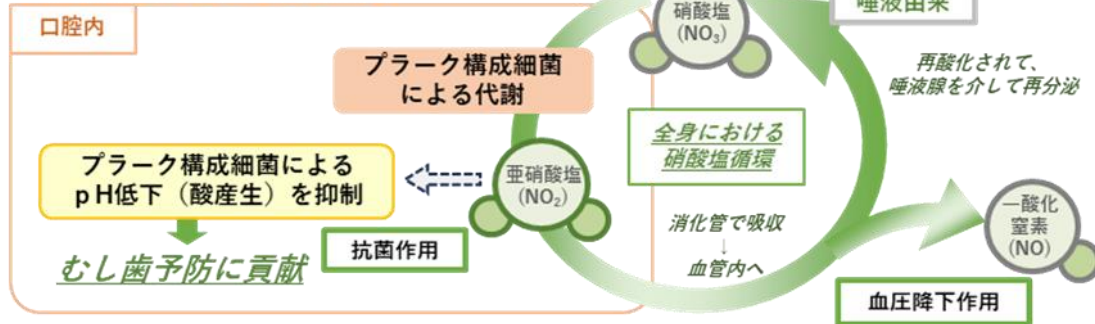 口腔内
硝酸塩
(NO₃)
唾液由来
プラーク構成細菌
による代謝
再酸化されて、
唾液腺を介して再分泌
全身における
硝酸塩循環
プラーク構成細菌による
pH低下（酸産生）を抑制
亜硝酸塩
(NO₂)
抗菌作用
むし歯予防に貢献
消化管で吸収
↓
血管内へ
一酸化
窒素
(NO)
血圧降下作用